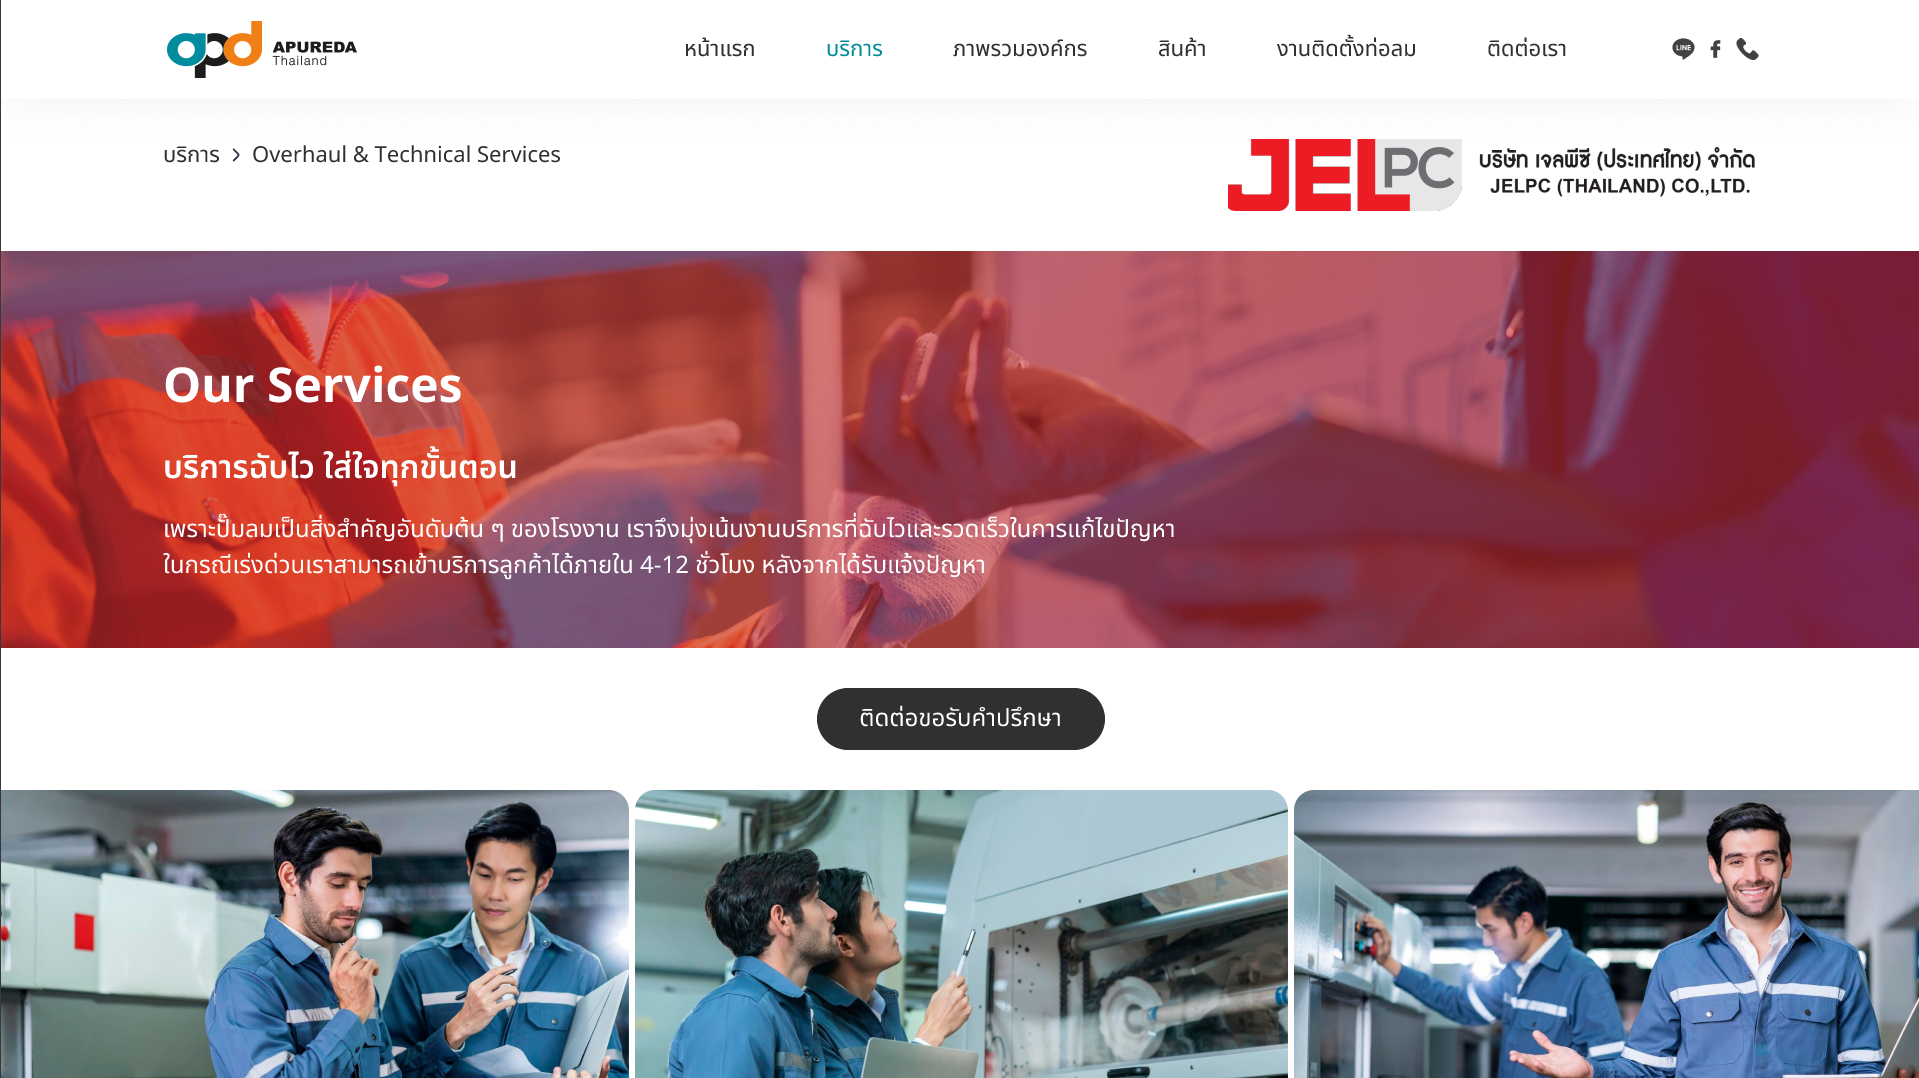 apd APUREDA
Thailand
หน้าแรก
บริการ
ภาพรวมองค์กร
สินค้า
งานติดตั้งท่อลม
ติดต่อเรา
LINE
บริการ > Overhaul & Technical Services
JELPC
บริษัท เจลพีซี (ประเทศไทย) จำกัด
JELPC (THAILAND) CO.,LTD.
Our Services
บริการฉับไว ใส่ใจทุกขั้นตอน
เพราะปั๊มลมเป็นสิ่งสำคัญอันดับต้น ๆ ของโรงงาน เราจึงมุ่งเน้นงานบริการที่ฉับไวและรวดเร็วในการแก้ไขปัญหา
ในกรณีเร่งด่วนเราสามารถเข้าบริการลูกค้าได้ภายใน 4-12 ชั่วโมง หลังจากได้รับแจ้งปัญหา
ติดต่อขอรับคำปรึกษา